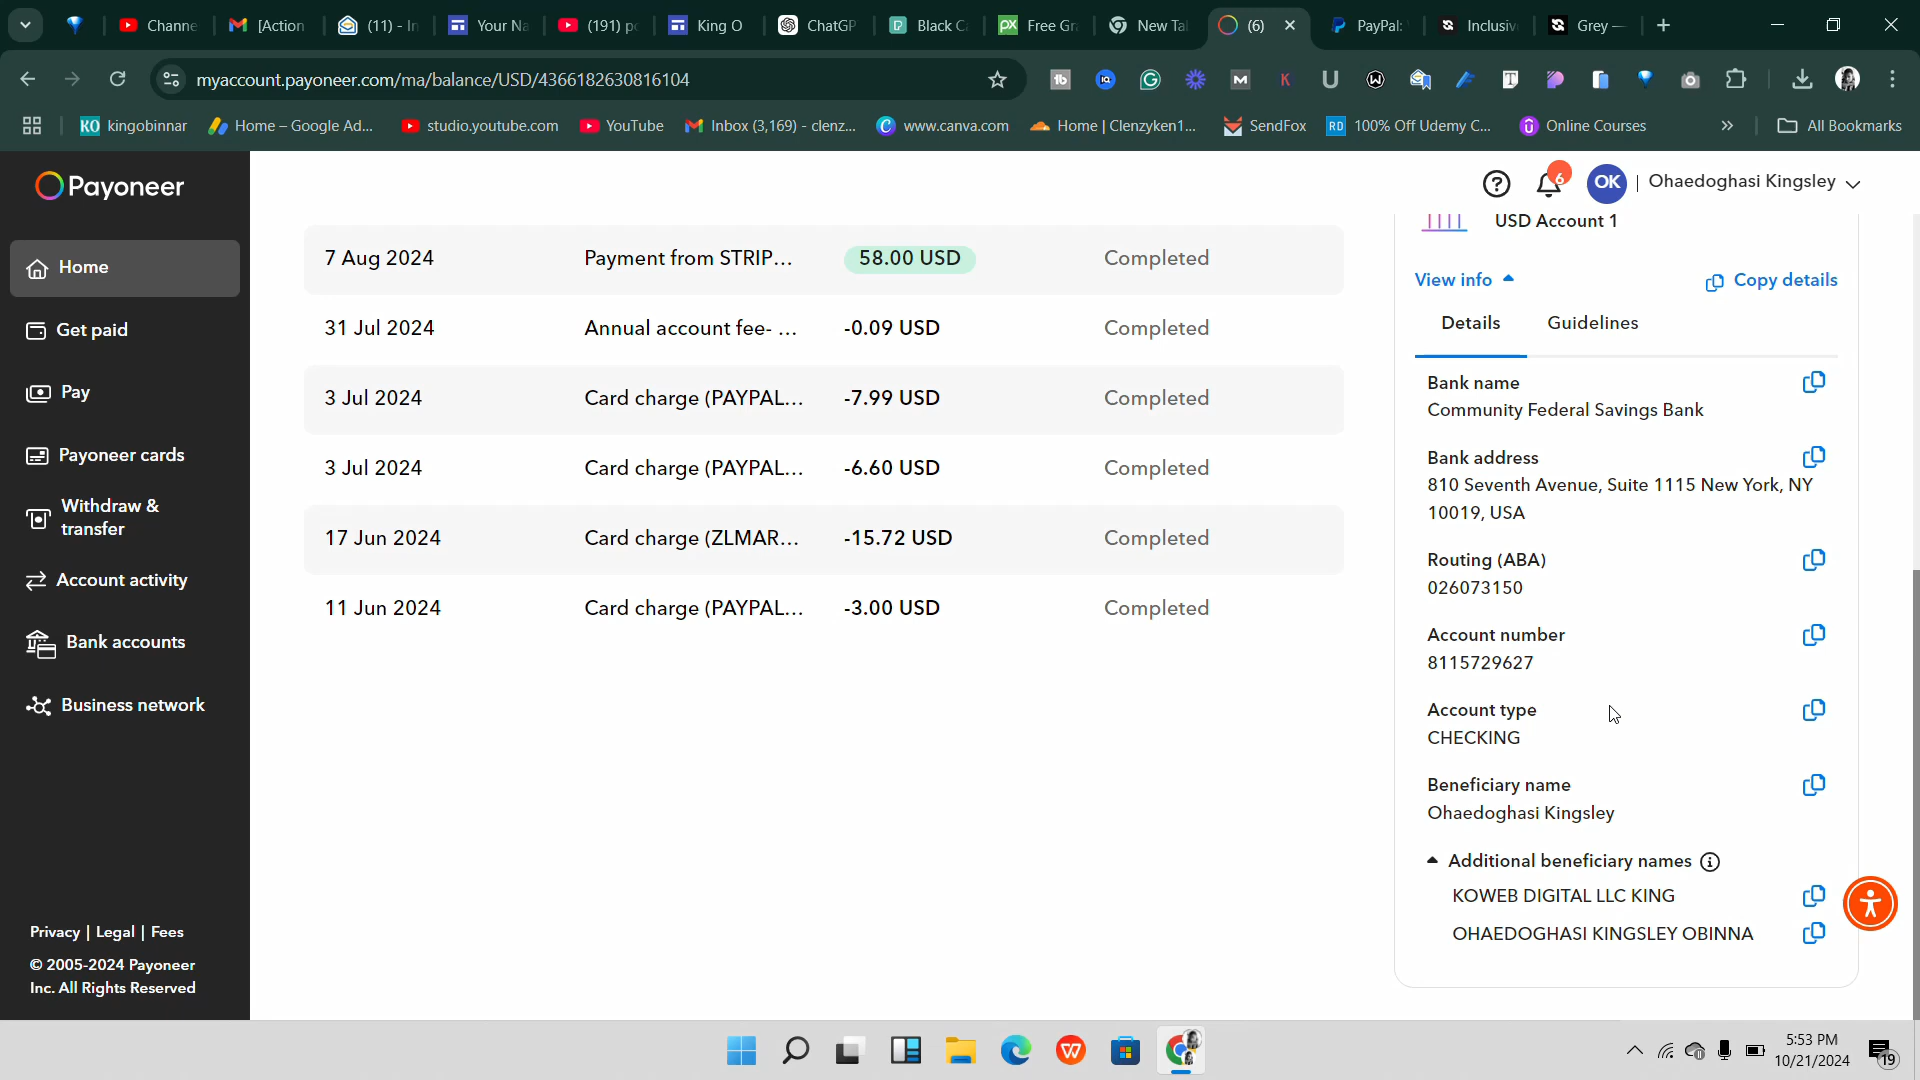 Channe
[Action
(11) - In
Your Na
(191) p
King O
ChatGP
Black C
Free Gr
New Ta
(6)
PayPal:
Inclusiv
Grey —
myaccount.payoneer.com/ma/balance/USD/4366182630816104
kingobinnar
Home – Google Ad...
studio.youtube.com
YouTube
Inbox (3,169) - clenz...
www.canva.com
Home | Clenzyken1...
SendFox
100% Off Udemy C...
Online Courses
All Bookmarks
Payoneer
6
OK
Ohaedoghasi Kingsley
Home
Get paid
Pay
Payoneer cards
Withdraw &
transfer
Account activity
Bank accounts
Business network
Privacy | Legal | Fees
© 2005-2024 Payoneer
Inc. All Rights Reserved
7 Aug 2024 Payment from STRIP... 58.00 USD Completed
31 Jul 2024 Annual account fee- ... -0.09 USD Completed
3 Jul 2024 Card charge (PAYPAL... -7.99 USD Completed
3 Jul 2024 Card charge (PAYPAL... -6.60 USD Completed
17 Jun 2024 Card charge (ZLMAR... -15.72 USD Completed
11 Jun 2024 Card charge (PAYPAL... -3.00 USD Completed
USD Account 1
View info Copy details
Details Guidelines
Bank name
Community Federal Savings Bank
Bank address
810 Seventh Avenue, Suite 1115 New York, NY
10019, USA
Routing (ABA)
026073150
Account number
8115729627
Account type
CHECKING
Beneficiary name
Ohaedoghasi Kingsley
Additional beneficiary names
KOWEB DIGITAL LLC KING
OHAEDOGHASI KINGSLEY OBINNA
5:53 PM
10/21/2024
19